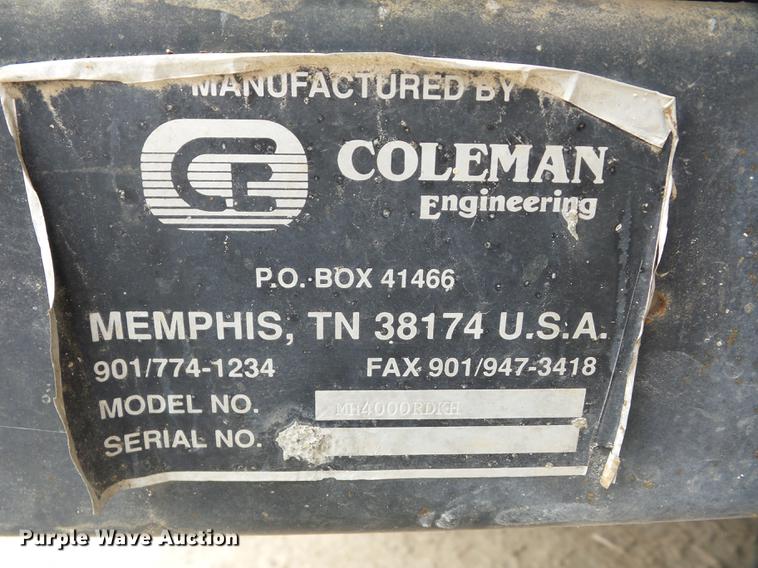 MANUFACTURED BY
CE
COLEMAN
Engineering
P.O. BOX 41466
MEMPHIS, TN 38174 U.S.A.
901/774-1234 FAX 901/947-3418
MODEL NO. MH4000RDKH
SERIAL NO.
Purple Wave Auction